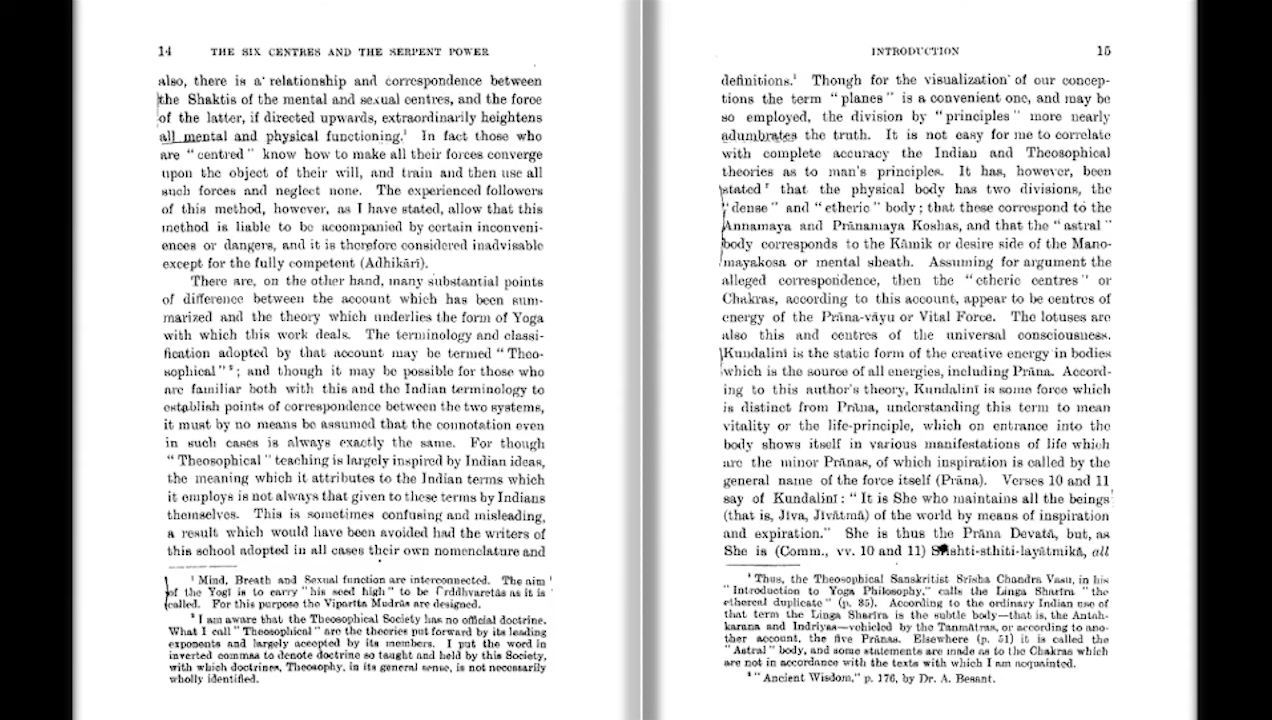 14 THE SIX CENTRES AND THE SERPENT POWER
also, there is a relationship and correspondence between
the Shaktis of the mental and sexual centres, and the force
of the latter, if directed upwards, extraordinarily heightens
all mental and physical functioning.¹ In fact those who
are “centred” know how to make all their forces converge
upon the object of their will, and train and then use all
such forces and neglect none. The experienced followers
of this method, however, as I have stated, allow that this
method is liable to be accompanied by certain inconveni-
ences or dangers, and it is therefore considered inadvisable
except for the fully competent (Adhikārī).
There are, on the other hand, many substantial points
of difference between the account which has been sum-
marized and the theory which underlies the form of Yoga
with which this work deals. The terminology and classi-
fication adopted by that account may be termed “Theo-
sophical”²; and though it may be possible for those who
are familiar both with this and the Indian terminology to
establish points of correspondence between the two systems,
it must by no means be assumed that the connotation even
in such cases is always exactly the same. For though
“Theosophical” teaching is largely inspired by Indian ideas,
the meaning which it attributes to the Indian terms which
it employs is not always that given to these terms by Indians
themselves. This is sometimes confusing and misleading,
a result which would have been avoided had the writers of
this school adopted in all cases their own nomenclature and
¹ Mind, Breath and Sexual function are interconnected. The aim
of the Yogi is to carry “his seed high” to be Ūrddhvaretas as it is
called. For this purpose the Viparīta Mudrās are designed.
² I am aware that the Theosophical Society has no official doctrine.
What I call “Theosophical” are the theories put forward by its leading
exponents and largely accepted by its members. I put the word in
inverted commas to denote doctrine so taught and held by this Society,
with which doctrines, Theosophy, in its general sense, is not necessarily
wholly identified.
INTRODUCTION 15
definitions.¹ Though for the visualization of our concep-
tions the term “planes” is a convenient one, and may be
so employed, the division by “principles” more nearly
adumbrates the truth. It is not easy for me to correlate
with complete accuracy the Indian and Theosophical
theories as to man's principles. It has, however, been
stated² that the physical body has two divisions, the
“dense” and “etheric” body; that these correspond to the
Annamaya and Prānamaya Koshas, and that the “astral”
body corresponds to the Kāmik or desire side of the Mano-
mayakosa or mental sheath. Assuming for argument the
alleged correspondence, then the “etheric centres” or
Chakras, according to this account, appear to be centres of
energy of the Prāna-vāyu or Vital Force. The lotuses are
also this and centres of the universal consciousness.
Kundalinī is the static form of the creative energy in bodies
which is the source of all energies, including Prāna. Accord-
ing to this author's theory, Kundalinī is some force which
is distinct from Prāna, understanding this term to mean
vitality or the life-principle, which on entrance into the
body shows itself in various manifestations of life which
are the minor Prānas, of which inspiration is called by the
general name of the force itself (Prāna). Verses 10 and 11
say of Kundalinī: “It is She who maintains all the beings
(that is, Jīva, Jīvātmā) of the world by means of inspiration
and expiration.” She is thus the Prāna Devatā, but, as
She is (Comm., vv. 10 and 11) Srishti-sthiti-layātmikā, all
¹ Thus, the Theosophical Sanskritist Srīsha Chandra Vasu, in his
“Introduction to Yoga Philosophy,” calls the Linga Sharīra “the
ethereal duplicate” (p. 35). According to the ordinary Indian use of
that term the Linga Sharīra is the subtle body—that is, the Antah-
karana and Indriyas—vehicled by the Tanmātras, or according to ano-
ther account, the five Prānas. Elsewhere (p. 51) it is called the
“Astral” body, and some statements are made as to the Chakras which
are not in accordance with the texts with which I am acquainted.
² “Ancient Wisdom,” p. 176, by Dr. A. Besant.